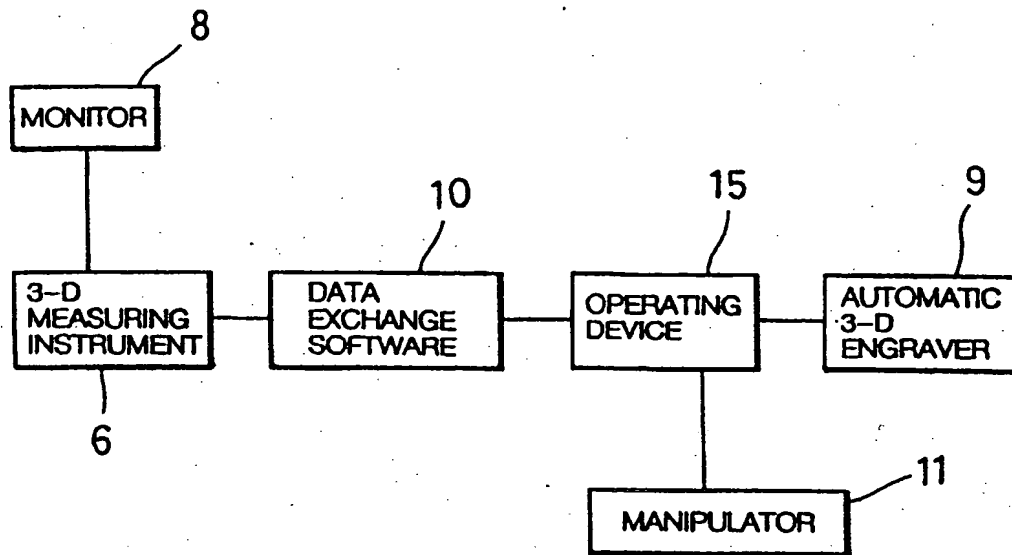 8
MONITOR
10
15
9
3-D
MEASURING
INSTRUMENT
DATA
EXCHANGE
SOFTWARE
OPERATING
DEVICE
AUTOMATIC
3-D
ENGRAVER
6
11
MANIPULATOR